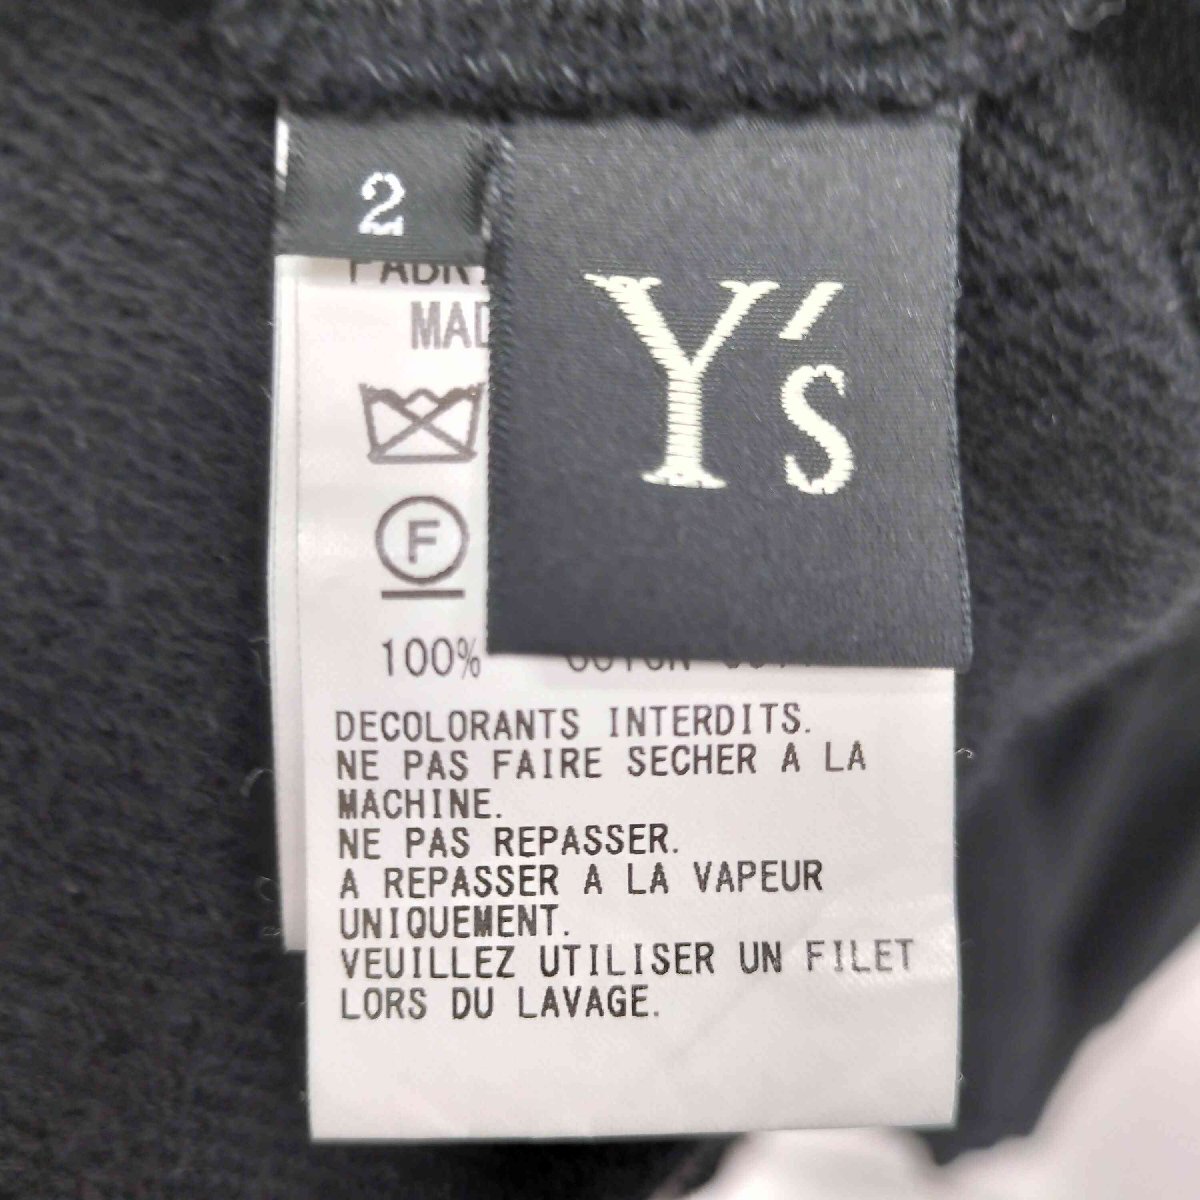 2
Y's
MAD
F
100%
DECOLORANTS INTERDITS.
NE PAS FAIRE SECHER A LA
MACHINE.
NE PAS REPASSER.
A REPASSER A LA VAPEUR
UNIQUEMENT.
VEUILLEZ UTILISER UN FILET
LORS DU LAVAGE.